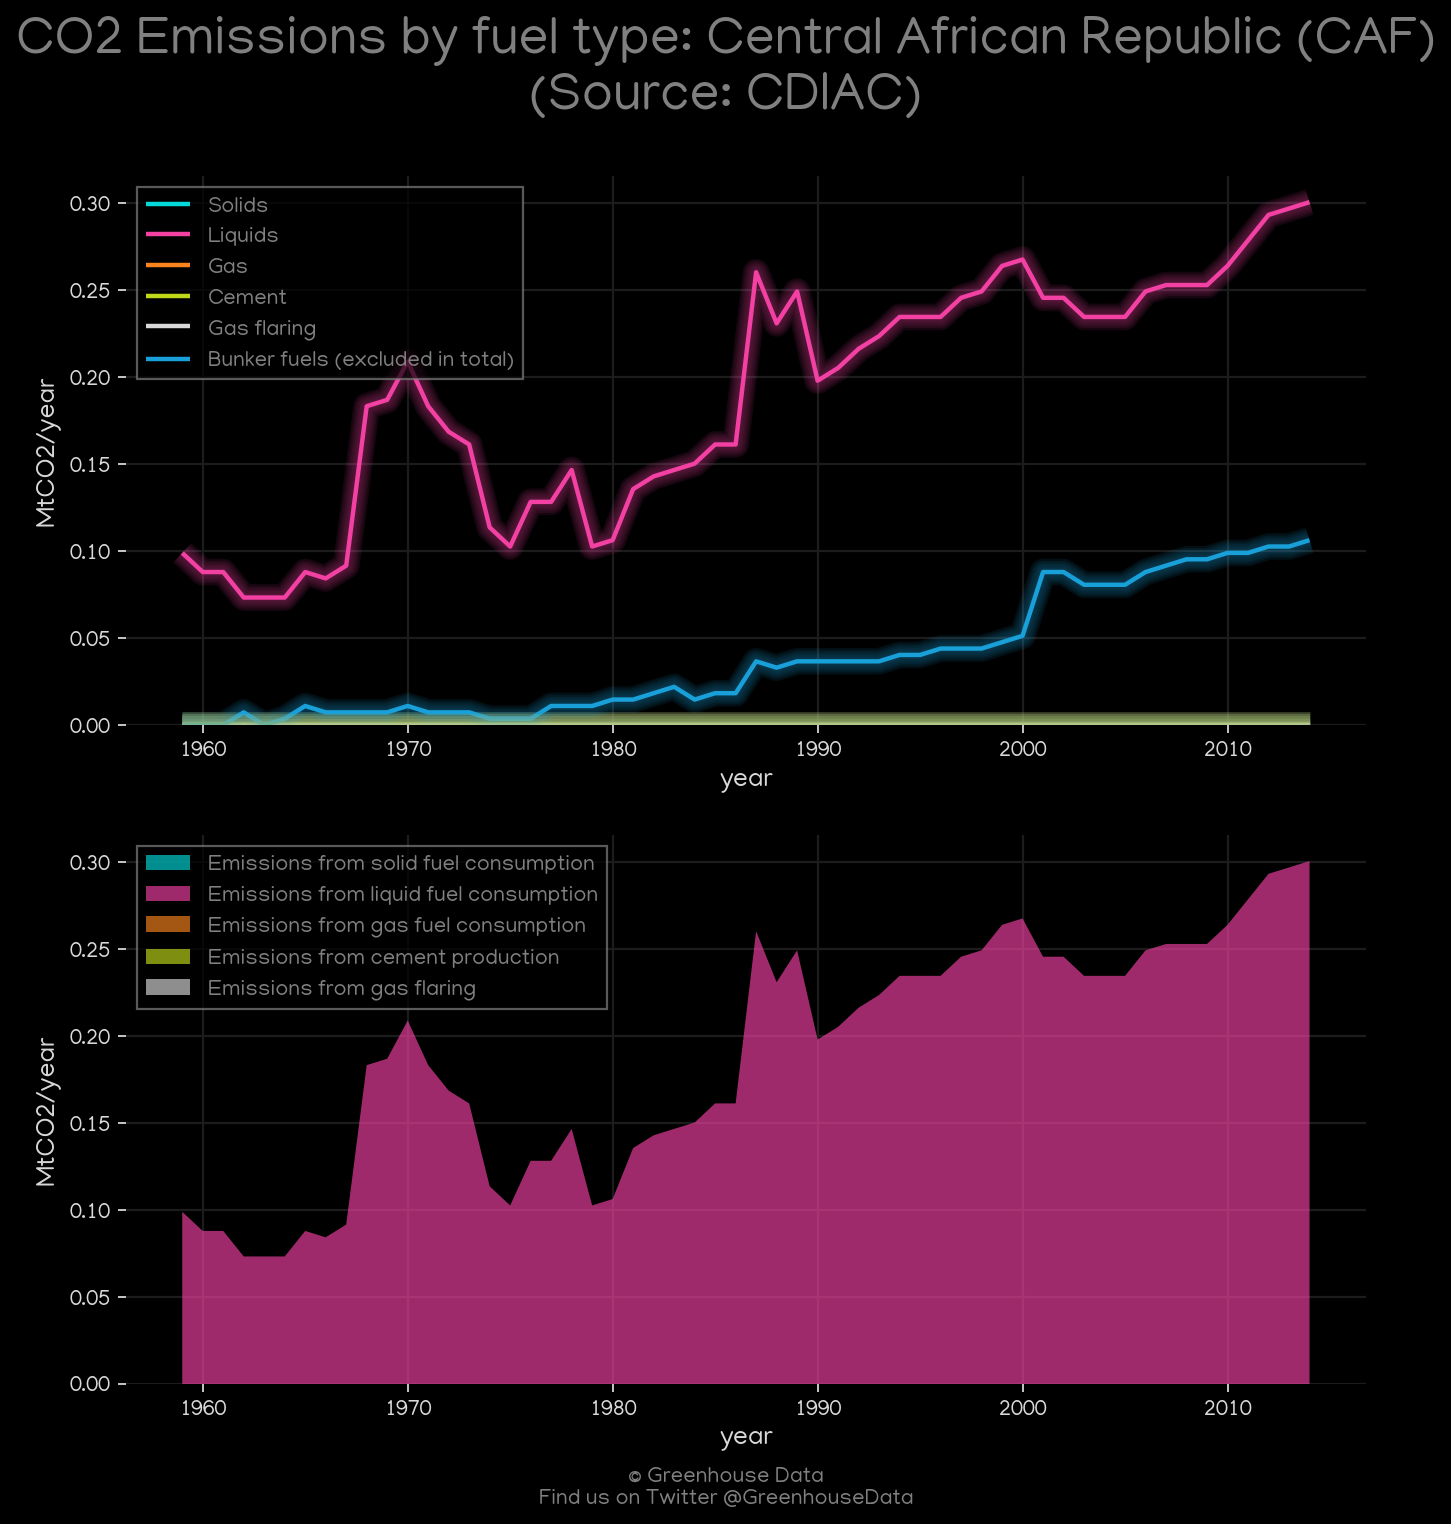 CO2 Emissions by fuel type: Central African Republic (CAF)
(Source: CDIAC)
Solids
Liquids
Gas
Cement
Gas flaring
Bunker fuels (excluded in total)
0.30
0.25
0.20
0.15
0.10
0.05
0.00
MtCO2/year
1960 1970 1980 1990 2000 2010
year
Emissions from solid fuel consumption
Emissions from liquid fuel consumption
Emissions from gas fuel consumption
Emissions from cement production
Emissions from gas flaring
0.30
0.25
0.20
0.15
0.10
0.05
0.00
MtCO2/year
1960 1970 1980 1990 2000 2010
year
© Greenhouse Data
Find us on Twitter @GreenhouseData